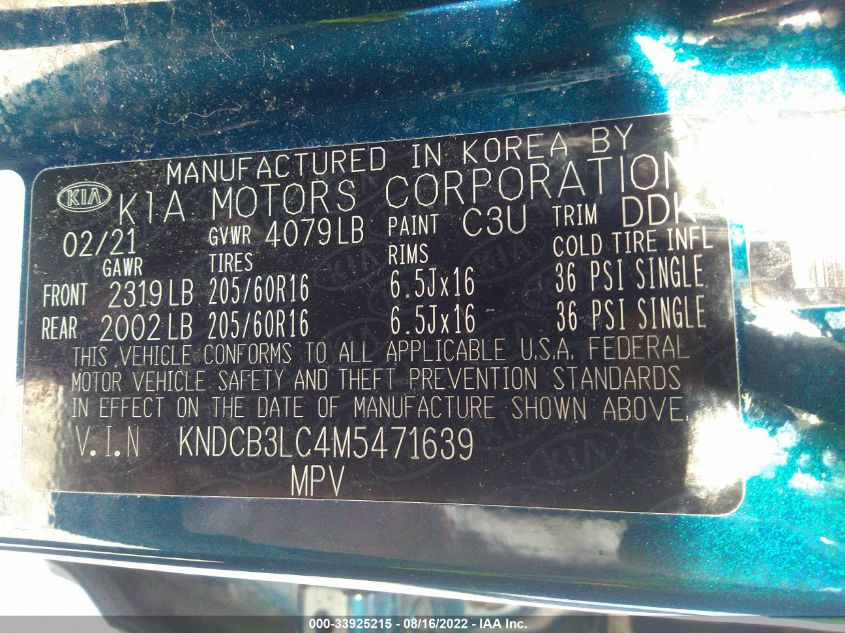 MANUFACTURED IN KOREA BY
KIA KIA MOTORS CORPORATION
02/21 GVWR 4079LB PAINT C3U TRIM DDK
GAWR TIRES RIMS COLD TIRE INFL
FRONT 2319LB 205/60R16 6.5Jx16 36 PSI SINGLE
REAR 2002LB 205/60R16 6.5Jx16 36 PSI SINGLE
THIS VEHICLE CONFORMS TO ALL APPLICABLE U.S.A. FEDERAL
MOTOR VEHICLE SAFETY AND THEFT PREVENTION STANDARDS
IN EFFECT ON THE DATE OF MANUFACTURE SHOWN ABOVE.
V.I.N KNDCB3LC4M5471639
MPV
000-33925215 - 08/16/2022 - IAA Inc.